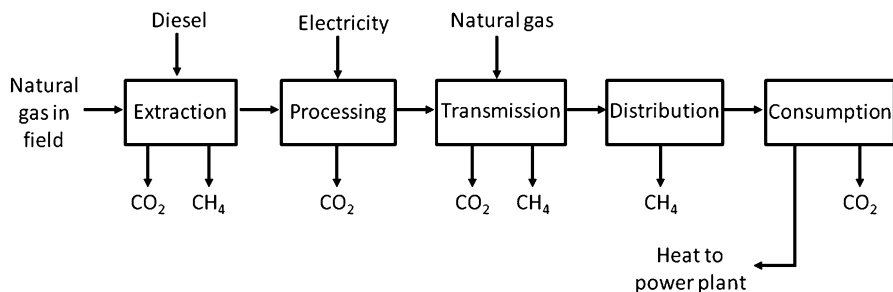 Diesel
Electricity
Natural gas
Natural
gas in
field
Extraction
Processing
Transmission
Distribution
Consumption
CO₂
CH₄
CO₂
CO₂
CH₄
CH₄
CO₂
Heat to
power plant